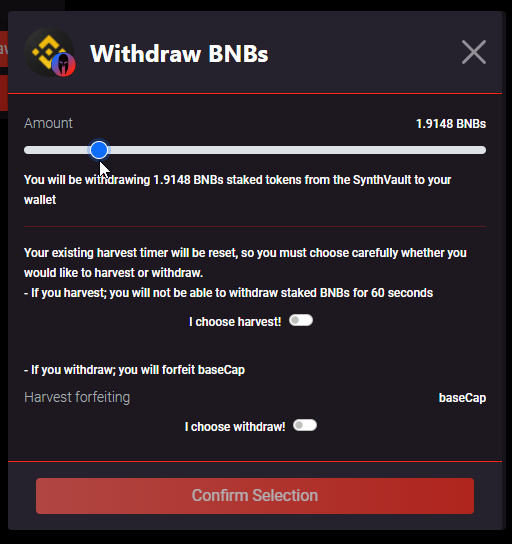 Withdraw BNBs
Amount
1.9148 BNBs
You will be withdrawing 1.9148 BNBs staked tokens from the SynthVault to your
wallet
Your existing harvest timer will be reset, so you must choose carefully whether you
would like to harvest or withdraw.
- If you harvest; you will not be able to withdraw staked BNBs for 60 seconds
I choose harvest!
- If you withdraw; you will forfeit baseCap
Harvest forfeiting
baseCap
I choose withdraw!
Confirm Selection